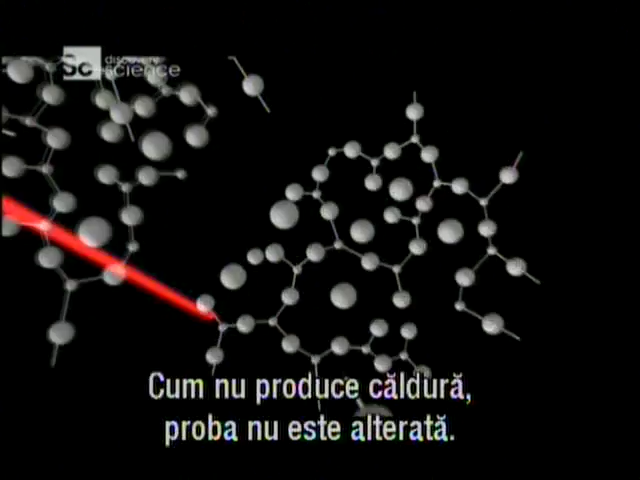 Sc discovery
science
Cum nu produce căldură,
proba nu este alterată.